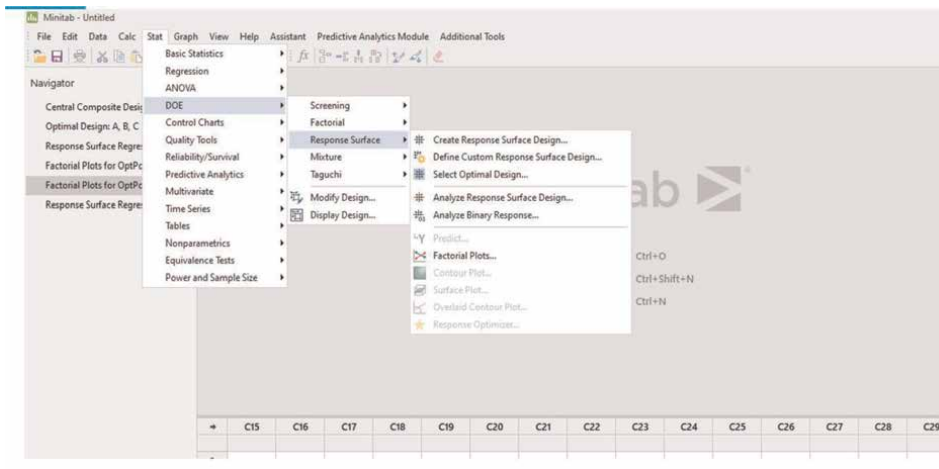 Minitab - Untitled
File Edit Data Calc Stat Graph View Help Assistant Predictive Analytics Module Additional Tools
Navigator
Central Composite Desig
Optimal Design: A, B, C
Response Surface Regre
Factorial Plots for OptPo
Factorial Plots for OptPo
Response Surface Regre
Basic Statistics
Regression
ANOVA
DOE
Control Charts
Quality Tools
Reliability/Survival
Predictive Analytics
Multivariate
Time Series
Tables
Nonparametrics
Equivalence Tests
Power and Sample Size
Screening
Factorial
Response Surface
Mixture
Taguchi
Modify Design...
Display Design...
Create Response Surface Design...
Define Custom Response Surface Design...
Select Optimal Design...
Analyze Response Surface Design...
Analyze Binary Response...
Predict...
Factorial Plots...
Contour Plot...
Surface Plot...
Overlaid Contour Plot...
Response Optimizer...
ab
Ctrl+O
Ctrl+Shift+N
Ctrl+N
C15 C16 C17 C18 C19 C20 C21 C22 C23 C24 C25 C26 C27 C28 C29